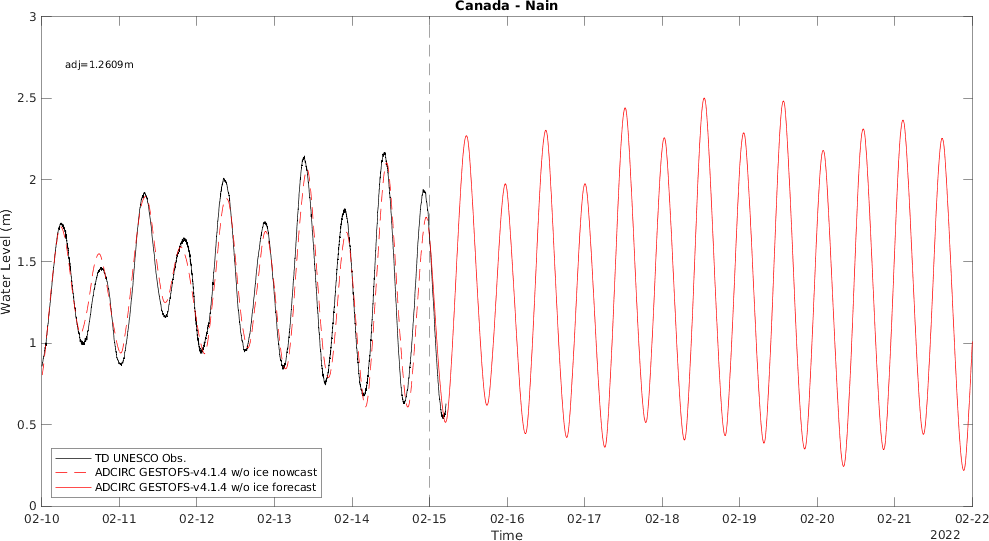 Canada - Nain
3
adj=1.2609m
2.5
2
1.5
1
0.5
0
Water Level (m)
TD UNESCO Obs.
ADCIRC GESTOFS-v4.1.4 w/o ice nowcast
ADCIRC GESTOFS-v4.1.4 w/o ice forecast
02-10 02-11 02-12 02-13 02-14 02-15 02-16 02-17 02-18 02-19 02-20 02-21 02-22
Time
2022